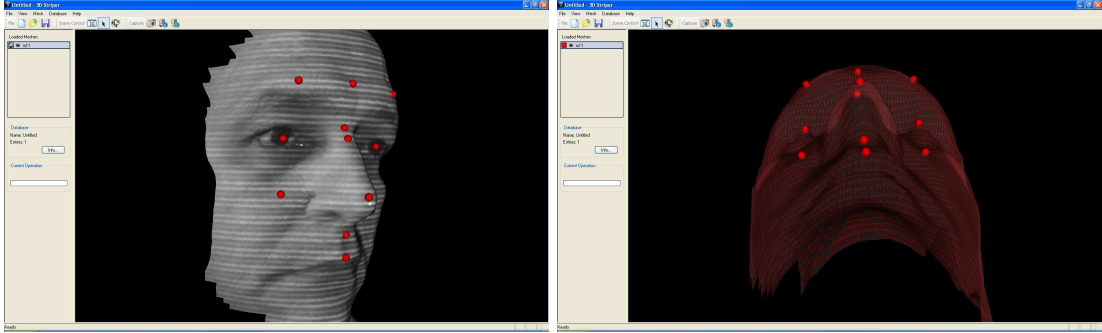 Untitled - 3D Striper
File View Mesh Database Help
File Scene Control Capture
Loaded Meshes
Database
Name: Untitled
Entries: 1
Info...
Current Operation
Ready
Untitled - 3D Striper
File View Mesh Database Help
File Scene Control Capture
Loaded Meshes
Database
Name: Untitled
Entries: 1
Info...
Current Operation
Ready